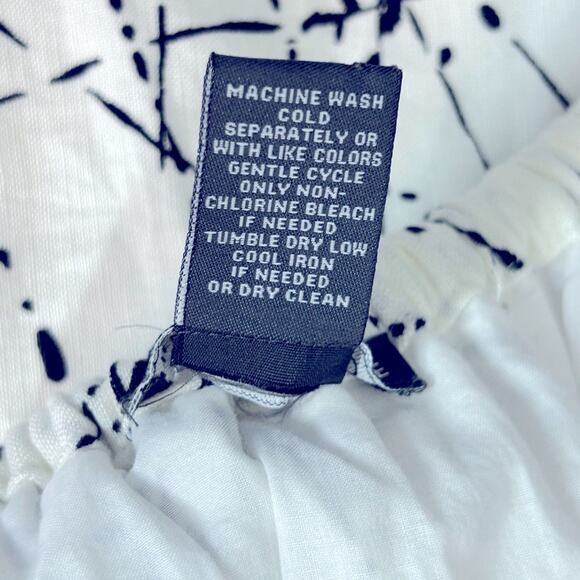 MACHINE WASH
COLD
SEPARATELY OR
WITH LIKE COLORS
GENTLE CYCLE
ONLY NON-
CHLORINE BLEACH
IF NEEDED
TUMBLE DRY LOW
COOL IRON
IF NEEDED
OR DRY CLEAN